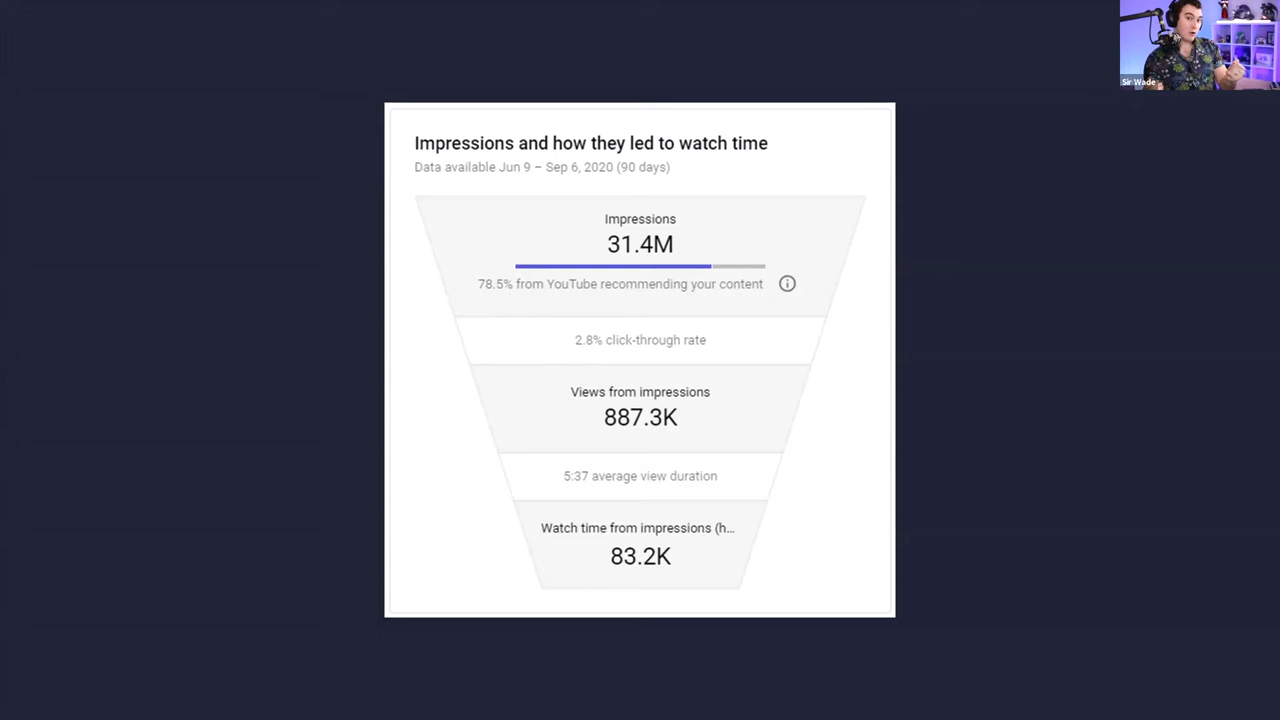 Sir Wade
Impressions and how they led to watch time
Data available Jun 9 – Sep 6, 2020 (90 days)
Impressions
31.4M
78.5% from YouTube recommending your content
2.8% click-through rate
Views from impressions
887.3K
5:37 average view duration
Watch time from impressions (h...
83.2K